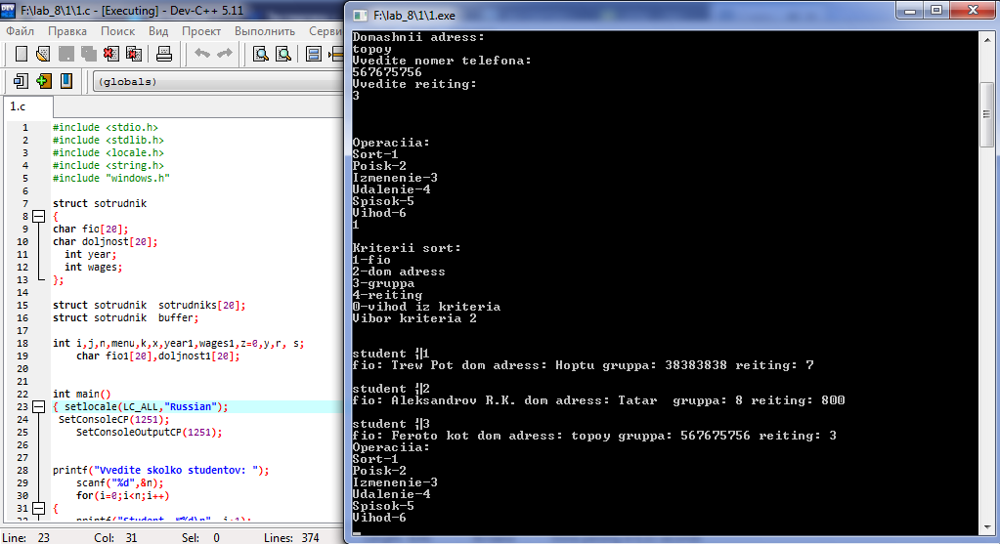 F:\lab_8\1\1.c - [Executing] - Dev-C++ 5.11
Файл Правка Поиск Вид Проект Выполнить Серви
(globals)
1.c
1 #include <stdio.h>
2 #include <stdlib.h>
3 #include <locale.h>
4 #include <string.h>
5 #include "windows.h"
6
7 struct sotrudnik
8 {
9 char fio[20];
10 char doljnost[20];
11 int year;
12 int wages;
13 };
14
15 struct sotrudnik sotrudniks[20];
16 struct sotrudnik buffer;
17
18 int i,j,n,menu,k,x,year1,wages1,z=0,y,r, s;
19 char fio1[20],doljnost1[20];
20
21
22 int main()
23 { setlocale(LC_ALL,"Russian");
24 SetConsoleCP(1251);
25 SetConsoleOutputCP(1251);
26
27
28 printf("Vvedite skolko studentov: ");
29 scanf("%d",&n);
30 for(i=0;i<n;i++)
31 {
Line: 23 Col: 31 Sel: 0 Lines: 374
F:\lab_8\1\1.exe
Domashnii adress:
topoy
Vvedite nomer telefona:
567675756
Vvedite reiting:
3
Operaciia:
Sort-1
Poisk-2
Izmenenie-3
Udalenie-4
Spisok-5
Vihod-6
1
Kriterii sort:
1-fio
2-dom adress
3-gruppa
4-reiting
0-vihod iz kriteria
Vibor kriteria 2
student ╣1
fio: Trew Pot dom adress: Hoptu gruppa: 38383838 reiting: 7
student ╣2
fio: Aleksandrov R.K. dom adress: Tatar gruppa: 8 reiting: 800
student ╣3
fio: Feroto kot dom adress: topoy gruppa: 567675756 reiting: 3
Operaciia:
Sort-1
Poisk-2
Izmenenie-3
Udalenie-4
Spisok-5
Vihod-6